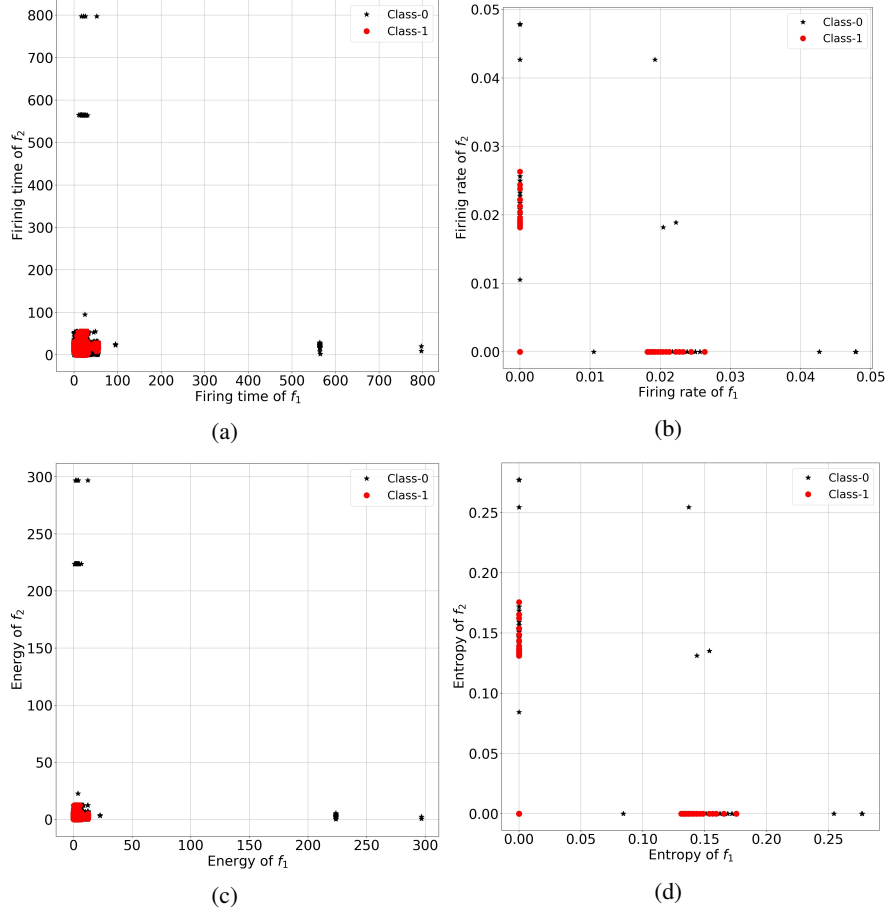 Class-0
Class-1
800
700
600
500
400
300
200
100
0
Firinig time of f2
0 100 200 300 400 500 600 700 800
Firing time of f1
(a)
Class-0
Class-1
0.05
0.04
0.03
0.02
0.01
0.00
Firinig rate of f2
0.00 0.01 0.02 0.03 0.04 0.05
Firing rate of f1
(b)
Class-0
Class-1
300
250
200
150
100
50
0
Energy of f2
0 50 100 150 200 250 300
Energy of f1
(c)
Class-0
Class-1
0.25
0.20
0.15
0.10
0.05
0.00
Entropy of f2
0.00 0.05 0.10 0.15 0.20 0.25
Entropy of f1
(d)